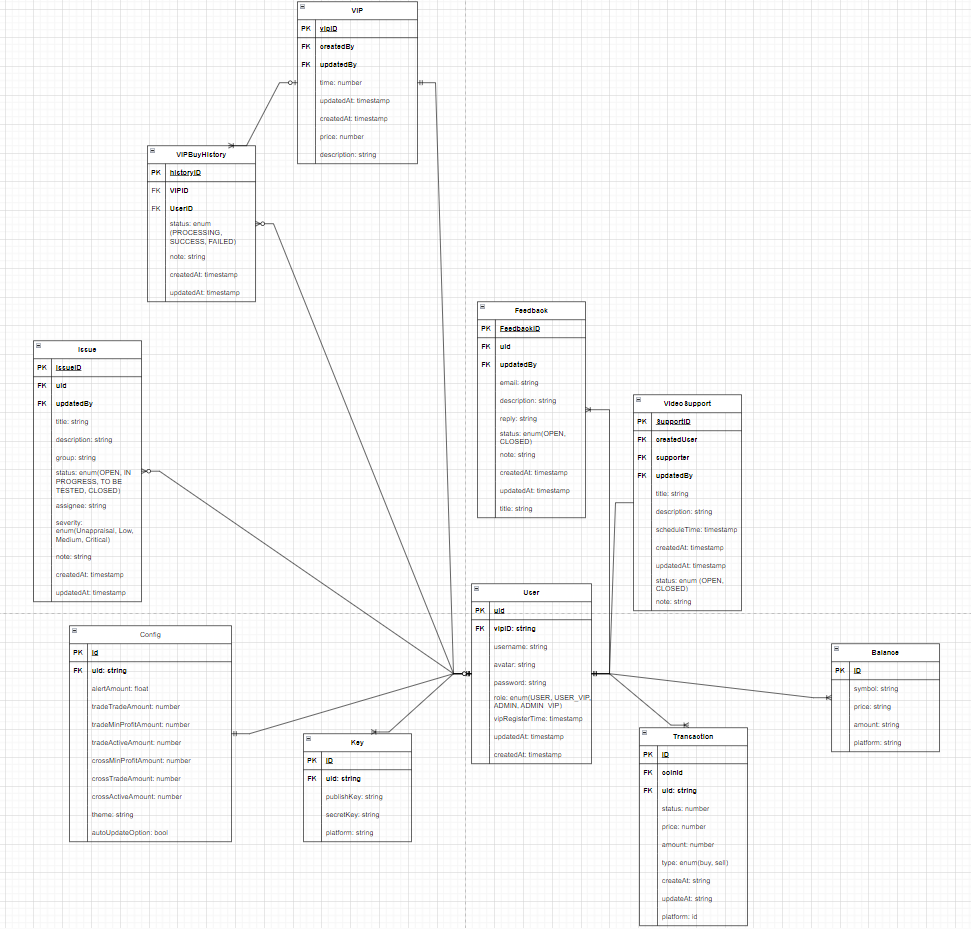 VIP
PK vipID
FK createdBy
FK updatedBy
time: number
updatedAt: timestamp
createdAt: timestamp
price: number
description: string
VIPBuyHistory
PK historyID
FK VIPID
FK UserID
status: enum
(PROCESSING,
SUCCESS, FAILED)
note: string
createdAt: timestamp
updatedAt: timestamp
Feedback
PK FeedbackID
FK uid
FK updatedBy
email: string
description: string
reply: string
status: enum(OPEN,
CLOSED)
note: string
createdAt: timestamp
updatedAt: timestamp
title: string
Issue
PK IssueID
FK uid
FK updatedBy
title: string
description: string
group: string
status: enum(OPEN, IN
PROGRESS, TO BE
TESTED, CLOSED)
assignee: string
severity:
enum(Unappraisal, Low,
Medium, Critical)
note: string
createdAt: timestamp
updatedAt: timestamp
VideoSupport
PK SupportID
FK createdUser
FK supporter
FK updatedBy
title: string
description: string
scheduleTime: timestamp
createdAt: timestamp
updatedAt: timestamp
status: enum (OPEN,
CLOSED)
note: string
User
PK uid
FK vipID: string
username: string
avatar: string
password: string
role: enum(USER, USER_VIP,
ADMIN, ADMIN_VIP)
vipRegisterTime: timestamp
updatedAt: timestamp
createdAt: timestamp
Config
PK id
FK uid: string
alertAmount: float
tradeTradeAmount: number
tradeMinProfitAmount: number
tradeActiveAmount: number
crossMinProfitAmount: number
crossTradeAmount: number
crossActiveAmount: number
theme: string
autoUpdateOption: bool
Key
PK ID
FK uid: string
publishKey: string
secretKey: string
platform: string
Balance
PK ID
symbol: string
price: string
amount: string
platform: string
Transaction
PK ID
FK coinId
FK uid: string
status: number
price: number
amount: number
type: enum(buy, sell)
createAt: string
updateAt: string
platform: id